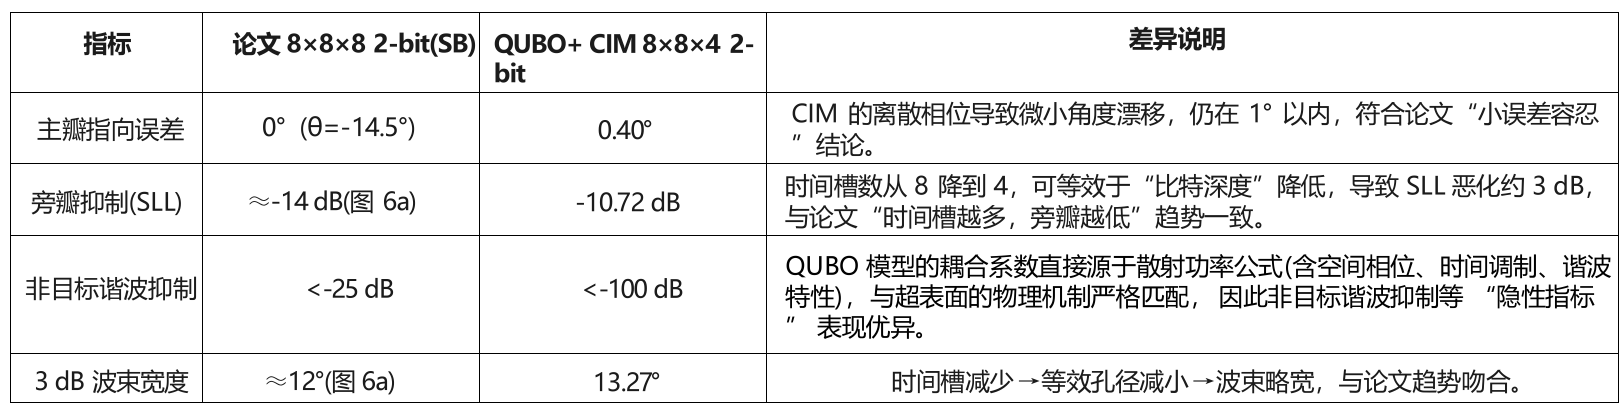 指标
论文 8×8×8 2-bit(SB)
QUBO+ CIM 8×8×4 2-
bit
差异说明
主瓣指向误差
0°（θ=-14.5°）
0.40°
CIM 的离散相位导致微小角度漂移，仍在 1° 以内，符合论文“小误差容忍
”结论。
旁瓣抑制(SLL)
≈-14 dB(图 6a)
-10.72 dB
时间槽数从 8 降到 4，可等效于“比特深度”降低，导致 SLL 恶化约 3 dB，
与论文“时间槽越多，旁瓣越低”趋势一致。
非目标谐波抑制
<-25 dB
<-100 dB
QUBO 模型的耦合系数直接源于散射功率公式(含空间相位、时间调制、谐波
特性)，与超表面的物理机制严格匹配， 因此非目标谐波抑制等 “隐性指标
” 表现优异。
3 dB 波束宽度
≈12°(图 6a)
13.27°
时间槽减少→等效孔径减小→波束略宽，与论文趋势吻合。